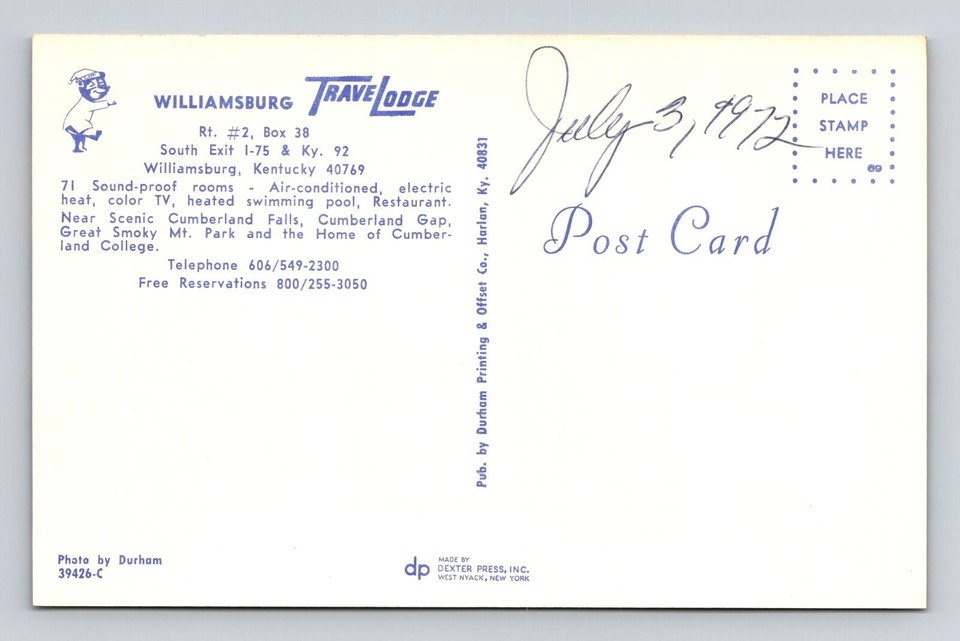 WILLIAMSBURG TRAVELODGE
Rt. #2, Box 38
South Exit I-75 & Ky. 92
Williamsburg, Kentucky 40769
71 Sound-proof rooms - Air-conditioned, electric
heat, color TV, heated swimming pool, Restaurant.
Near Scenic Cumberland Falls, Cumberland Gap,
Great Smoky Mt. Park and the Home of Cumber-
land College.
Telephone 606/549-2300
Free Reservations 800/255-3050
Photo by Durham
39426-C
Pub. by Durham Printing & Offset Co., Harlan, Ky. 40831
dp MADE BY
DEXTER PRESS, INC.
WEST NYACK, NEW YORK
July 3, 1972
PLACE
STAMP
HERE
69
Post Card